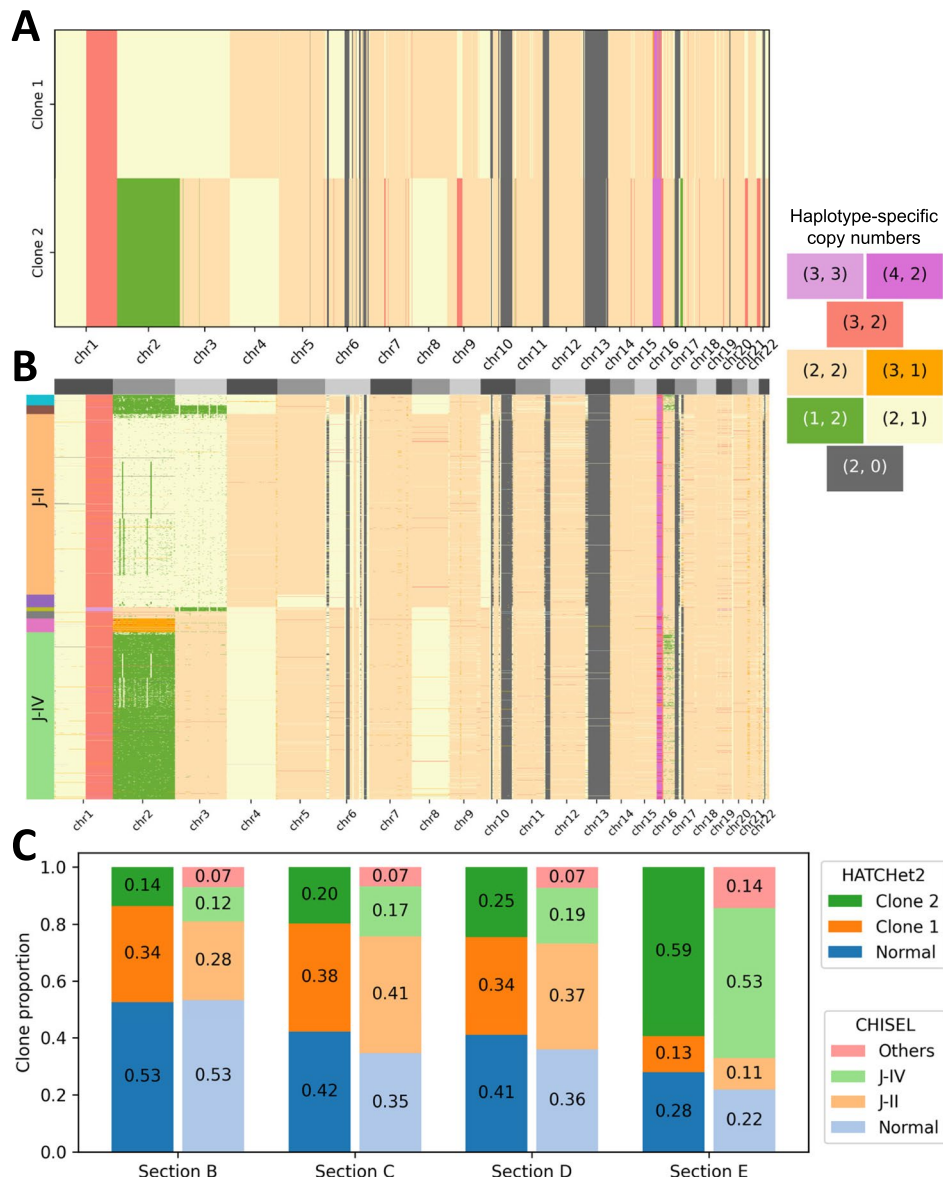 A
Clone 1
Clone 2
chr1
chr2
chr3
chr4
chr5
chr6
chr7
chr8
chr9
chr10
chr11
chr12
chr13
chr14
chr15
chr16
chr17
chr18
chr19
chr20
chr21
chr22
Haplotype-specific
copy numbers
(3, 3) (4, 2)
(3, 2)
(2, 2) (3, 1)
(1, 2) (2, 1)
(2, 0)
B
J-II
J-IV
chr1
chr2
chr3
chr4
chr5
chr6
chr7
chr8
chr9
chr10
chr11
chr12
chr13
chr14
chr15
chr16
chr17
chr18
chr19
chr20
chr21
chr22
C
Clone proportion
1.0
0.8
0.6
0.4
0.2
0.0
0.14
0.34
0.53
0.07
0.12
0.28
0.53
0.20
0.38
0.42
0.07
0.17
0.41
0.35
0.25
0.34
0.41
0.07
0.19
0.37
0.36
0.59
0.13
0.28
0.14
0.53
0.11
0.22
Section B
Section C
Section D
Section E
HATCHet2
Clone 2
Clone 1
Normal
CHISEL
Others
J-IV
J-II
Normal